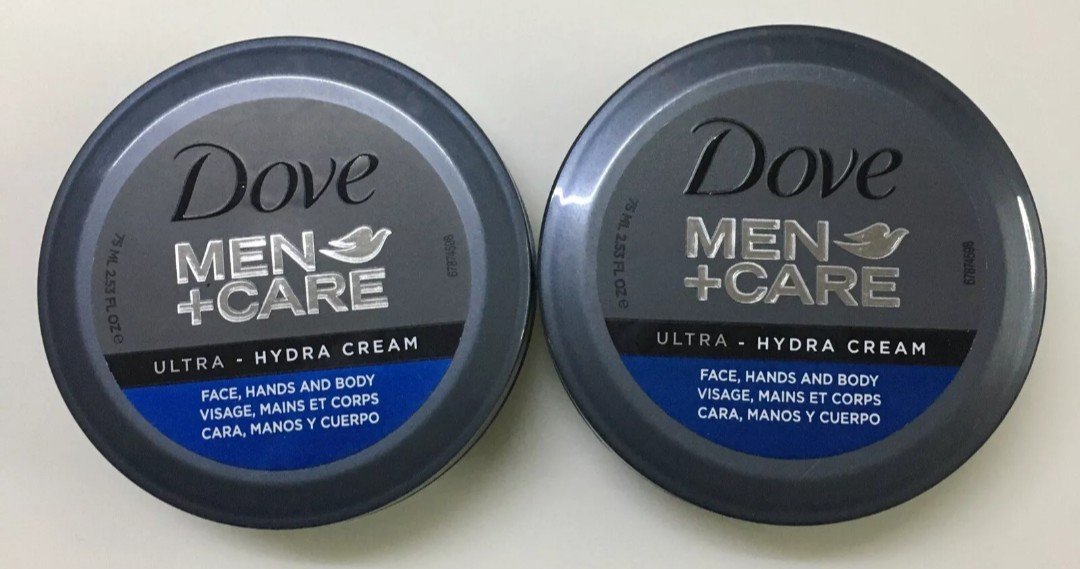 Dove
MEN
+CARE
75 ML 2.53 FL OZ e
ULTRA - HYDRA CREAM
FACE, HANDS AND BODY
VISAGE, MAINS ET CORPS
CARA, MANOS Y CUERPO
Dove
MEN
+CARE
75 ML 2.53 FL OZ e
ULTRA - HYDRA CREAM
FACE, HANDS AND BODY
VISAGE, MAINS ET CORPS
CARA, MANOS Y CUERPO